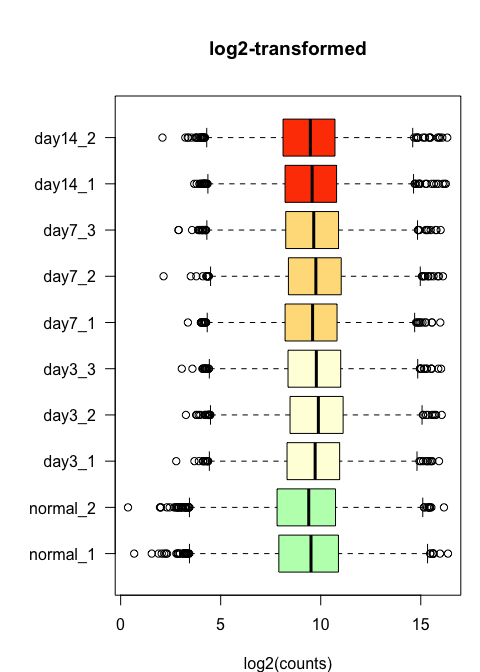 log2-transformed
day14_2
day14_1
day7_3
day7_2
day7_1
day3_3
day3_2
day3_1
normal_2
normal_1
0 5 10 15
log2(counts)